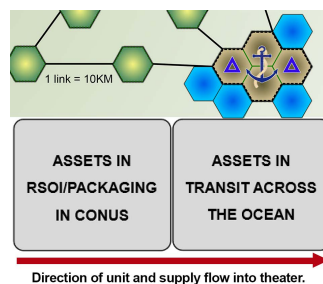 1 link = 10KM
ASSETS IN
RSOI/PACKAGING
IN CONUS
ASSETS IN
TRANSIT ACROSS
THE OCEAN
Direction of unit and supply flow into theater.